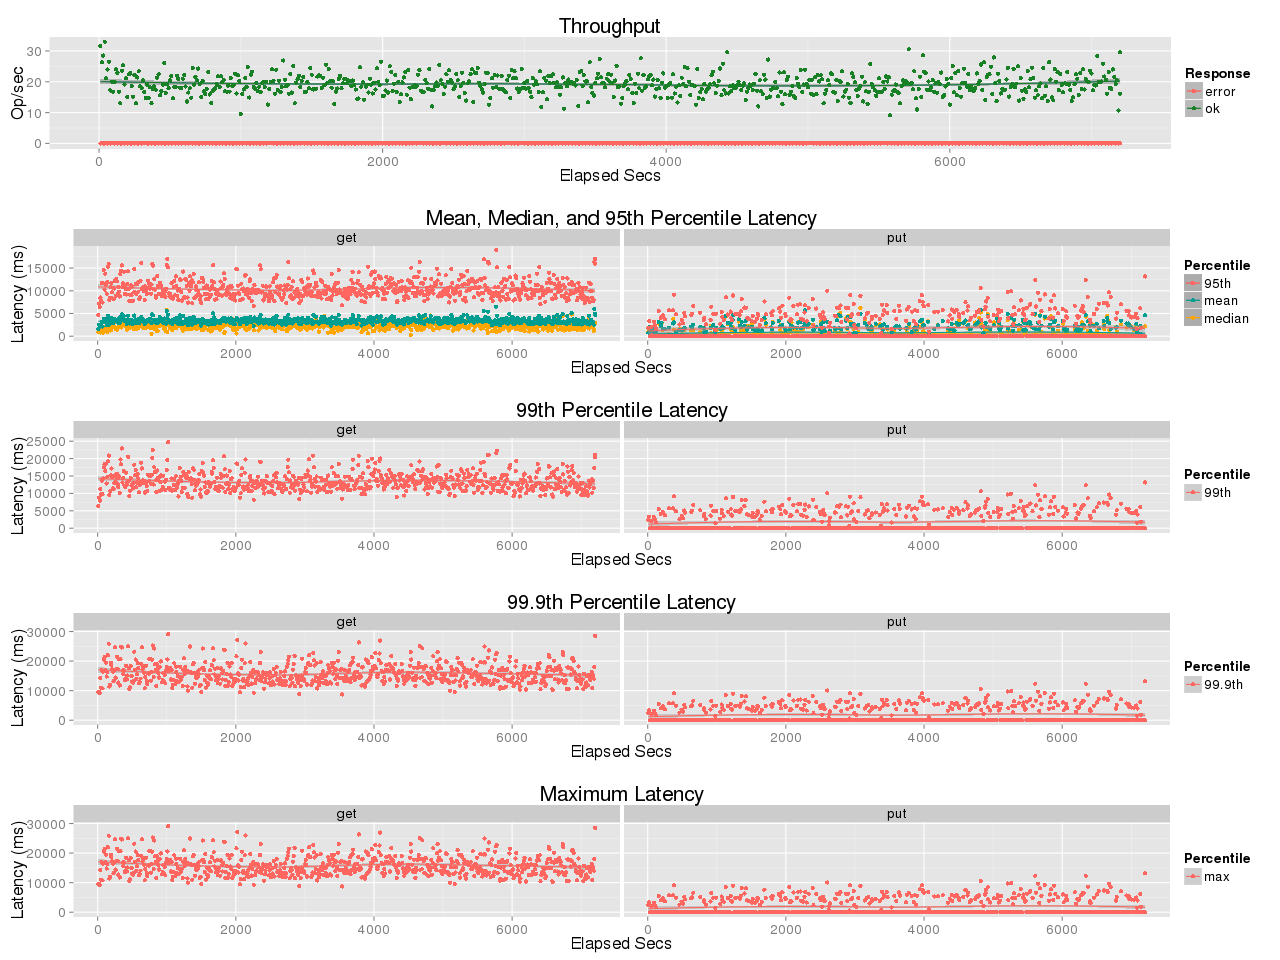 Throughput
Op/sec
30
20
10
0
0 2000 4000 6000
Elapsed Secs
Response
error
ok
Mean, Median, and 95th Percentile Latency
get put
Latency (ms)
15000
10000
5000
0
0 2000 4000 6000 0 2000 4000 6000
Elapsed Secs
Percentile
95th
mean
median
99th Percentile Latency
get put
Latency (ms)
25000
20000
15000
10000
5000
0
0 2000 4000 6000 0 2000 4000 6000
Elapsed Secs
Percentile
99th
99.9th Percentile Latency
get put
Latency (ms)
30000
20000
10000
0
0 2000 4000 6000 0 2000 4000 6000
Elapsed Secs
Percentile
99.9th
Maximum Latency
get put
Latency (ms)
30000
20000
10000
0
0 2000 4000 6000 0 2000 4000 6000
Elapsed Secs
Percentile
max